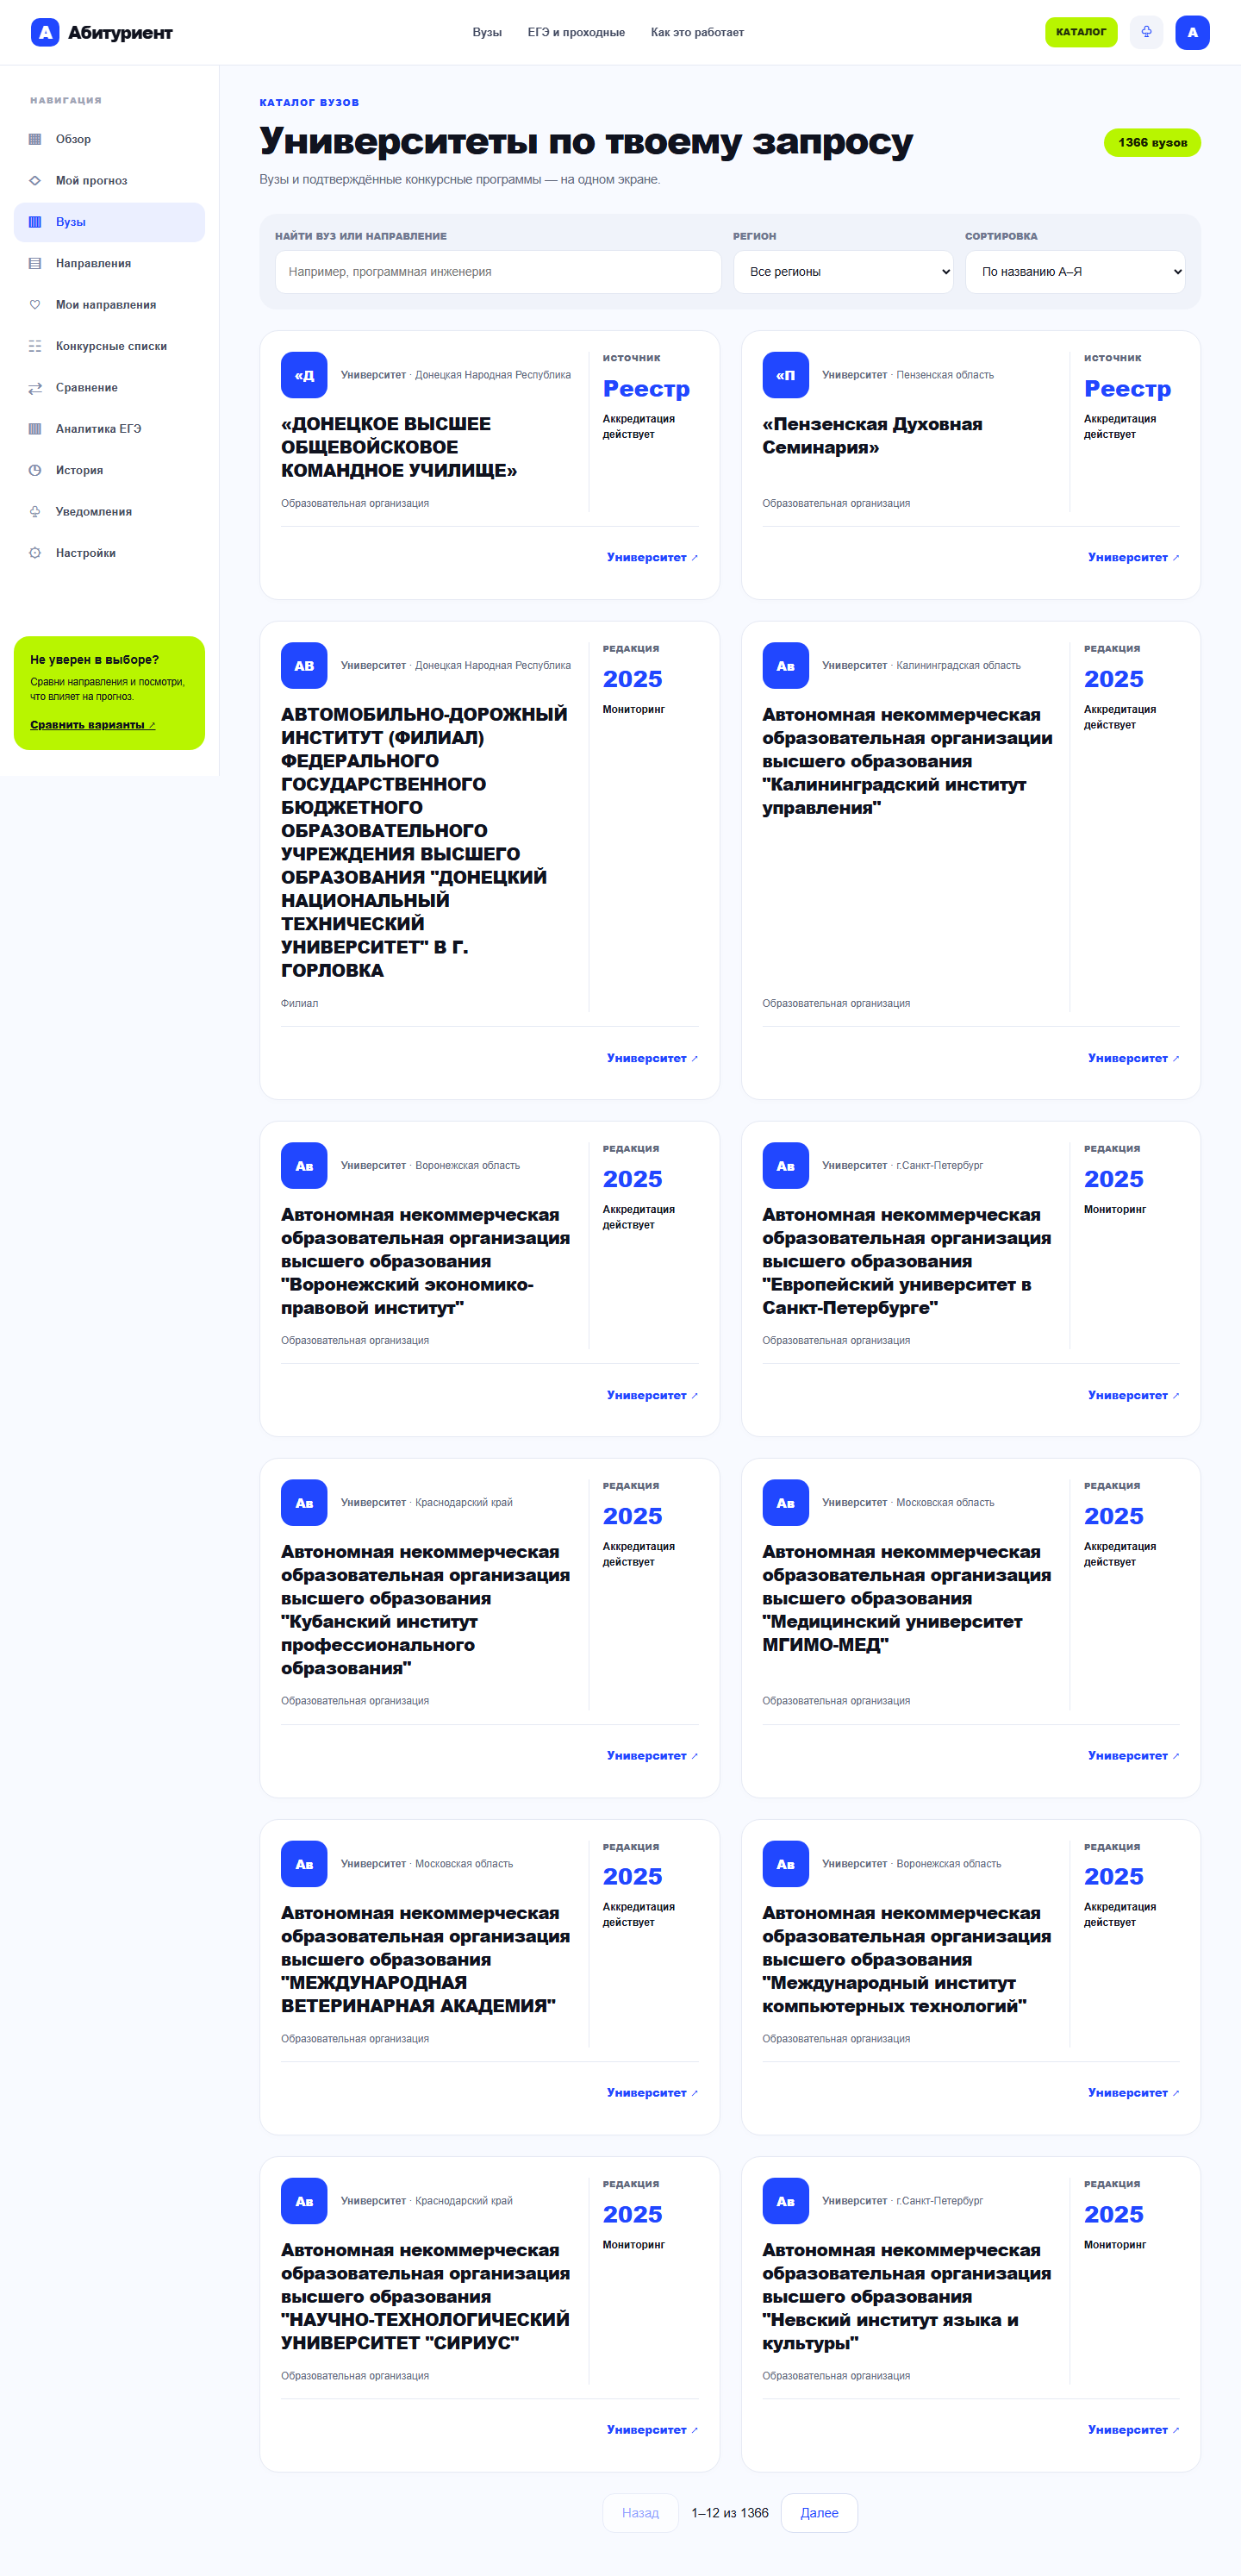 А Абитуриент
Вузы ЕГЭ и проходные Как это работает
КАТАЛОГ
А
НАВИГАЦИЯ
Обзор
Мой прогноз
Вузы
Направления
Мои направления
Конкурсные списки
Сравнение
Аналитика ЕГЭ
История
Уведомления
Настройки
Не уверен в выборе?
Сравни направления и посмотри,
что влияет на прогноз.
Сравнить варианты ↗
КАТАЛОГ ВУЗОВ
Университеты по твоему запросу
1366 вузов
Вузы и подтверждённые конкурсные программы — на одном экране.
НАЙТИ ВУЗ ИЛИ НАПРАВЛЕНИЕ
Например, программная инженерия
РЕГИОН
Все регионы
СОРТИРОВКА
По названию А–Я
«Д
Университет · Донецкая Народная Республика
«ДОНЕЦКОЕ ВЫСШЕЕ
ОБЩЕВОЙСКОВОЕ
КОМАНДНОЕ УЧИЛИЩЕ»
Образовательная организация
ИСТОЧНИК
Реестр
Аккредитация
действует
Университет ↗
«П
Университет · Пензенская область
«Пензенская Духовная
Семинария»
Образовательная организация
ИСТОЧНИК
Реестр
Аккредитация
действует
Университет ↗
АВ
Университет · Донецкая Народная Республика
АВТОМОБИЛЬНО-ДОРОЖНЫЙ
ИНСТИТУТ (ФИЛИАЛ)
ФЕДЕРАЛЬНОГО
ГОСУДАРСТВЕННОГО
БЮДЖЕТНОГО
ОБРАЗОВАТЕЛЬНОГО
УЧРЕЖДЕНИЯ ВЫСШЕГО
ОБРАЗОВАНИЯ "ДОНЕЦКИЙ
НАЦИОНАЛЬНЫЙ
ТЕХНИЧЕСКИЙ
УНИВЕРСИТЕТ" В Г.
ГОРЛОВКА
Филиал
РЕДАКЦИЯ
2025
Мониторинг
Университет ↗
Ав
Университет · Калининградская область
Автономная некоммерческая
образовательная организации
высшего образования
"Калининградский институт
управления"
Образовательная организация
РЕДАКЦИЯ
2025
Аккредитация
действует
Университет ↗
Ав
Университет · Воронежская область
Автономная некоммерческая
образовательная организация
высшего образования
"Воронежский экономико-
правовой институт"
Образовательная организация
РЕДАКЦИЯ
2025
Аккредитация
действует
Университет ↗
Ав
Университет · г.Санкт-Петербург
Автономная некоммерческая
образовательная организация
высшего образования
"Европейский университет в
Санкт-Петербурге"
Образовательная организация
РЕДАКЦИЯ
2025
Мониторинг
Университет ↗
Ав
Университет · Краснодарский край
Автономная некоммерческая
образовательная организация
высшего образования
"Кубанский институт
профессионального
образования"
Образовательная организация
РЕДАКЦИЯ
2025
Аккредитация
действует
Университет ↗
Ав
Университет · Московская область
Автономная некоммерческая
образовательная организация
высшего образования
"Медицинский университет
МГИМО-МЕД"
Образовательная организация
РЕДАКЦИЯ
2025
Аккредитация
действует
Университет ↗
Ав
Университет · Московская область
Автономная некоммерческая
образовательная организация
высшего образования
"МЕЖДУНАРОДНАЯ
ВЕТЕРИНАРНАЯ АКАДЕМИЯ"
Образовательная организация
РЕДАКЦИЯ
2025
Аккредитация
действует
Университет ↗
Ав
Университет · Воронежская область
Автономная некоммерческая
образовательная организация
высшего образования
"Международный институт
компьютерных технологий"
Образовательная организация
РЕДАКЦИЯ
2025
Аккредитация
действует
Университет ↗
Ав
Университет · Краснодарский край
Автономная некоммерческая
образовательная организация
высшего образования
"НАУЧНО-ТЕХНОЛОГИЧЕСКИЙ
УНИВЕРСИТЕТ "СИРИУС"
Образовательная организация
РЕДАКЦИЯ
2025
Мониторинг
Университет ↗
Ав
Университет · г.Санкт-Петербург
Автономная некоммерческая
образовательная организация
высшего образования
"Невский институт языка и
культуры"
Образовательная организация
РЕДАКЦИЯ
2025
Мониторинг
Университет ↗
Назад 1–12 из 1366 Далее